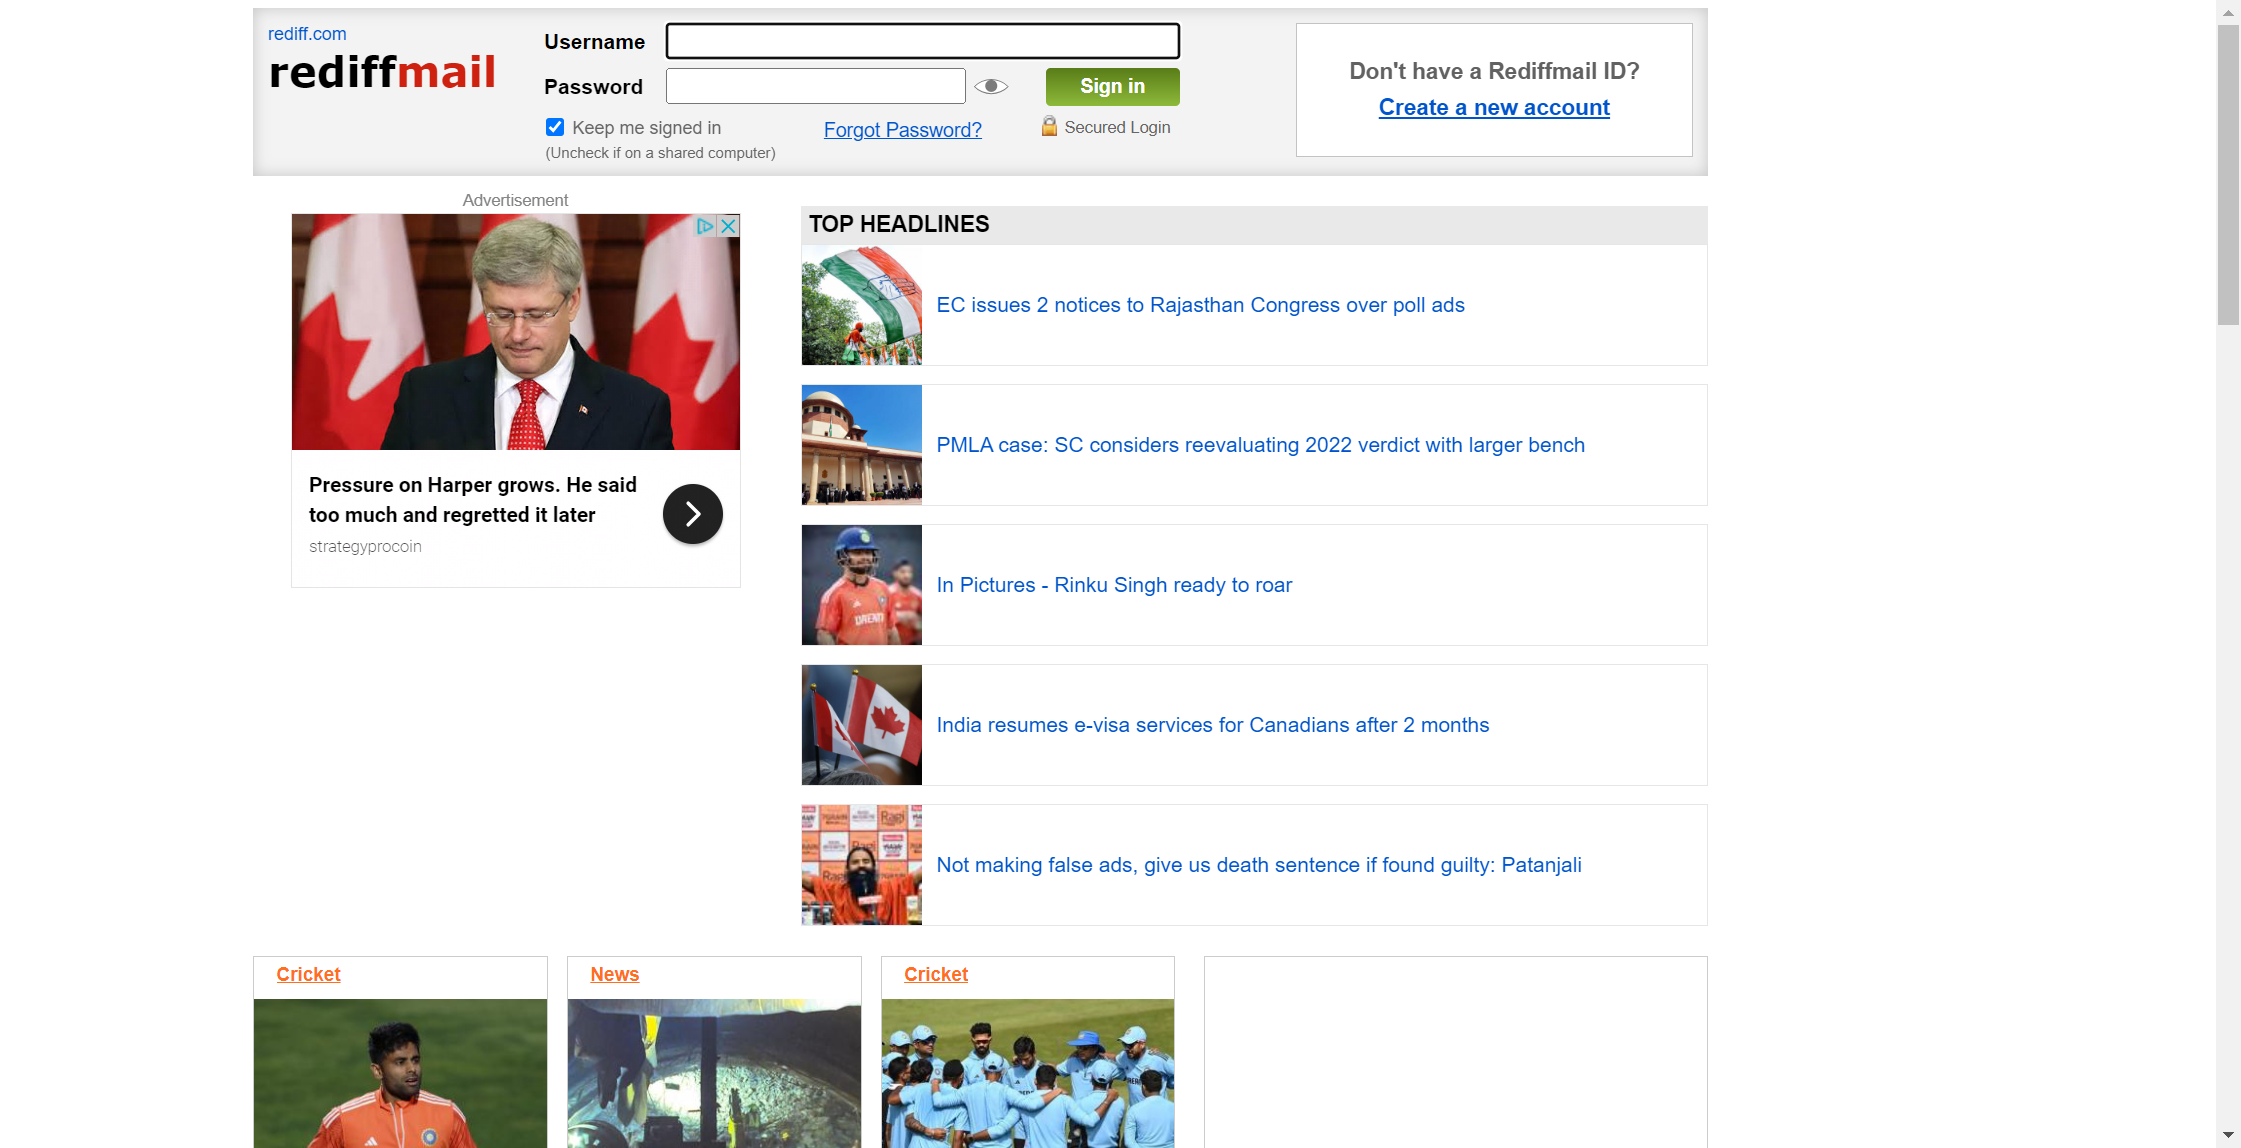 rediff.com
rediffmail
Username
Password
Sign in
Keep me signed in
(Uncheck if on a shared computer)
Forgot Password?
Secured Login
Don't have a Rediffmail ID?
Create a new account
Advertisement
Pressure on Harper grows. He said
too much and regretted it later
strategyprocoin
TOP HEADLINES
EC issues 2 notices to Rajasthan Congress over poll ads
PMLA case: SC considers reevaluating 2022 verdict with larger bench
In Pictures - Rinku Singh ready to roar
India resumes e-visa services for Canadians after 2 months
Ragi
Not making false ads, give us death sentence if found guilty: Patanjali
Cricket
News
Cricket